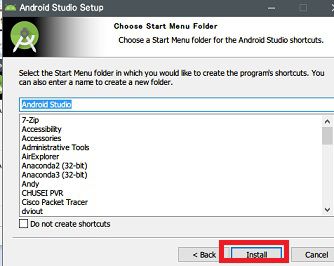 Android Studio Setup
Choose Start Menu Folder
Choose a Start Menu folder for the Android Studio shortcuts.
Select the Start Menu folder in which you would like to create the program's shortcuts. You
can also enter a name to create a new folder.
Android Studio
7-Zip
Accessibility
Accessories
Administrative Tools
AirExplorer
Anaconda2 (32-bit)
Anaconda3 (32-bit)
Andy
CHUSEI PVR
Cisco Packet Tracer
dviout
Do not create shortcuts
< Back
Install
Cancel